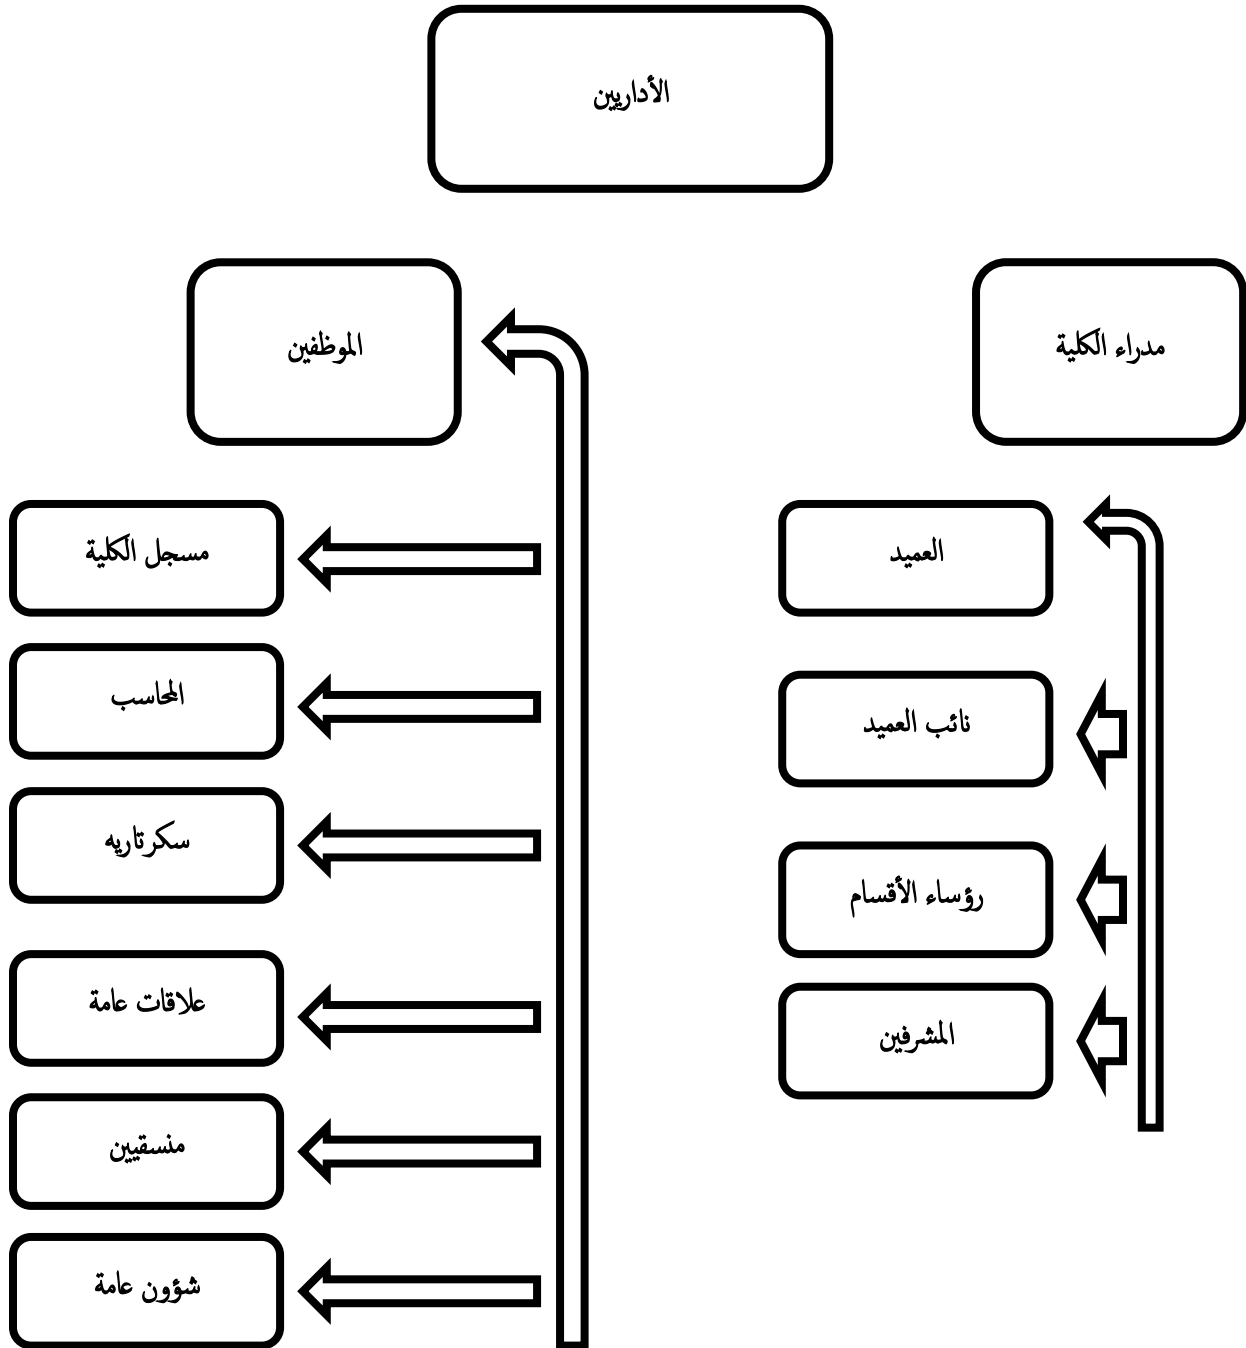 الأداريين
مدراء الكلية
الموظفين
العميد
نائب العميد
رؤساء الأقسام
المشرفين
مسجل الكلية
المحاسب
سكرتاريه
علاقات عامة
منسقيين
شؤون عامة